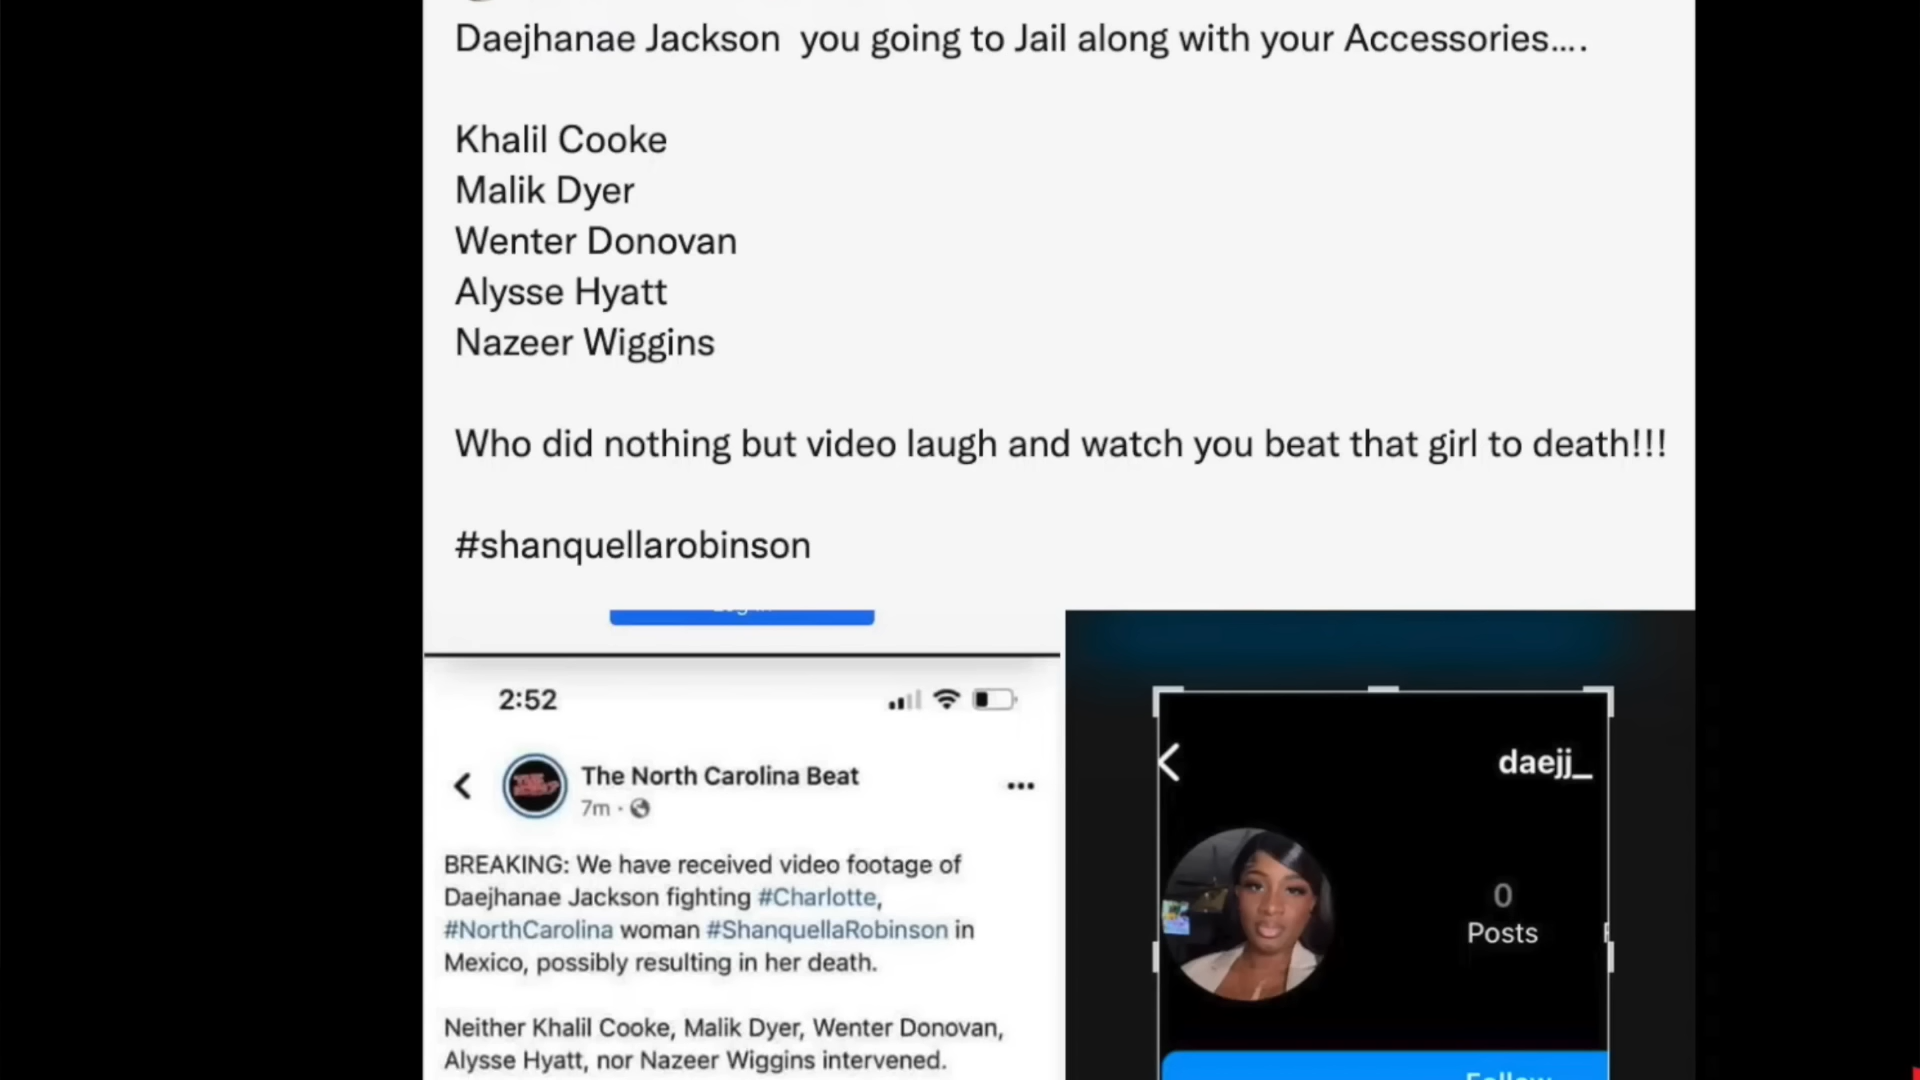 Daejhanae Jackson you going to Jail along with your Accessories....
Khalil Cooke
Malik Dyer
Wenter Donovan
Alysse Hyatt
Nazeer Wiggins
Who did nothing but video laugh and watch you beat that girl to death!!!
#shanquellarobinson
2:52
The North Carolina Beat
7m ·
BREAKING: We have received video footage of
Daejhanae Jackson fighting #Charlotte,
#NorthCarolina woman #ShanquellaRobinson in
Mexico, possibly resulting in her death.
Neither Khalil Cooke, Malik Dyer, Wenter Donovan,
Alysse Hyatt, nor Nazeer Wiggins intervened.
daejj_
0
Posts
Follow